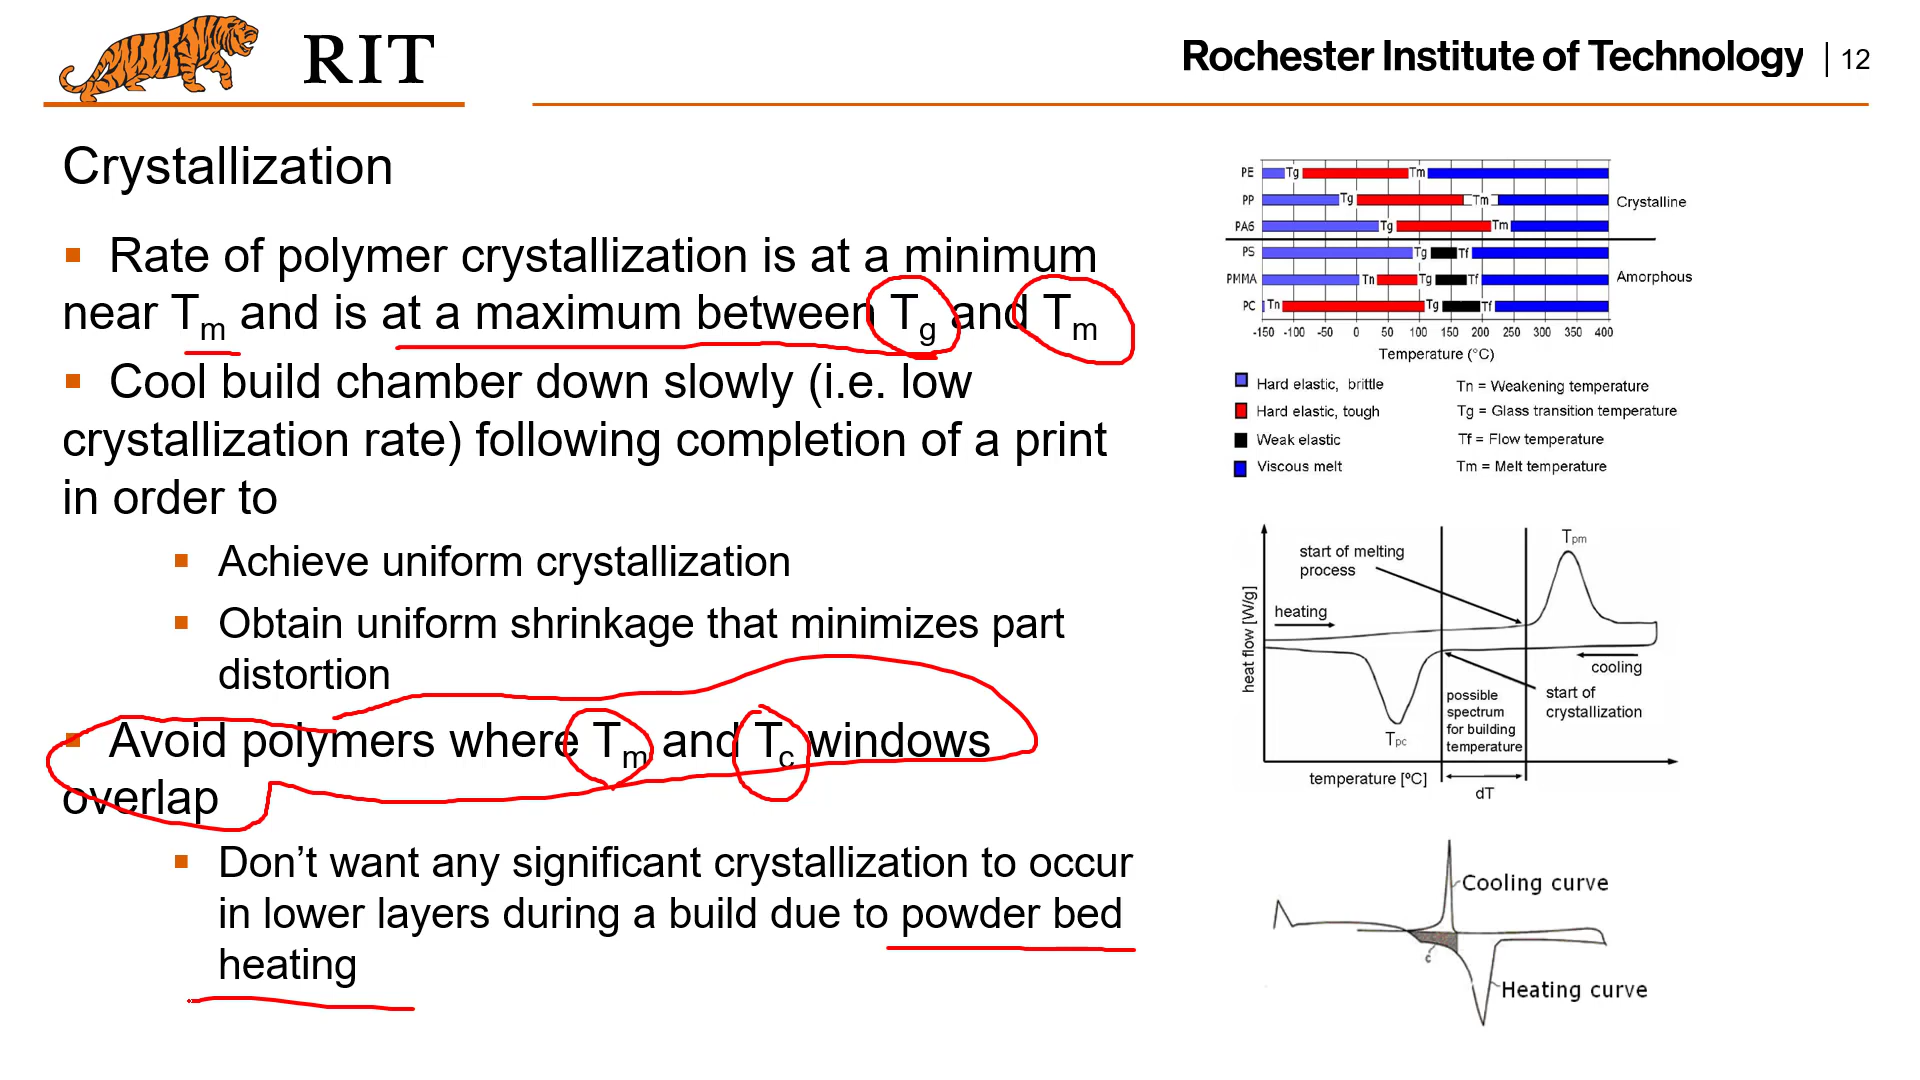 RIT
Rochester Institute of Technology | 12
Crystallization
▪ Rate of polymer crystallization is at a minimum
near Tm and is at a maximum between Tg and Tm
▪ Cool build chamber down slowly (i.e. low
crystallization rate) following completion of a print
in order to
▪ Achieve uniform crystallization
▪ Obtain uniform shrinkage that minimizes part
distortion
▪ Avoid polymers where Tm and Tc windows
overlap
▪ Don’t want any significant crystallization to occur
in lower layers during a build due to powder bed
heating
PE Tg Tm
PP Tg Tm
Crystalline
PA6 Tg Tm
PS Tg Tf
PMMA Tn Tg Tf
Amorphous
PC Tn Tg Tf
-150 -100 -50 0 50 100 150 200 250 300 350 400
Temperature (°C)
Hard elastic, brittle
Tn = Weakening temperature
Hard elastic, tough
Tg = Glass transition temperature
Weak elastic
Tf = Flow temperature
Viscous melt
Tm = Melt temperature
Tpm
start of melting
process
heating
heat flow [W/g]
cooling
possible
spectrum
for building
temperature
start of
crystallization
Tpc
temperature [ºC]
dT
Cooling curve
c
Heating curve